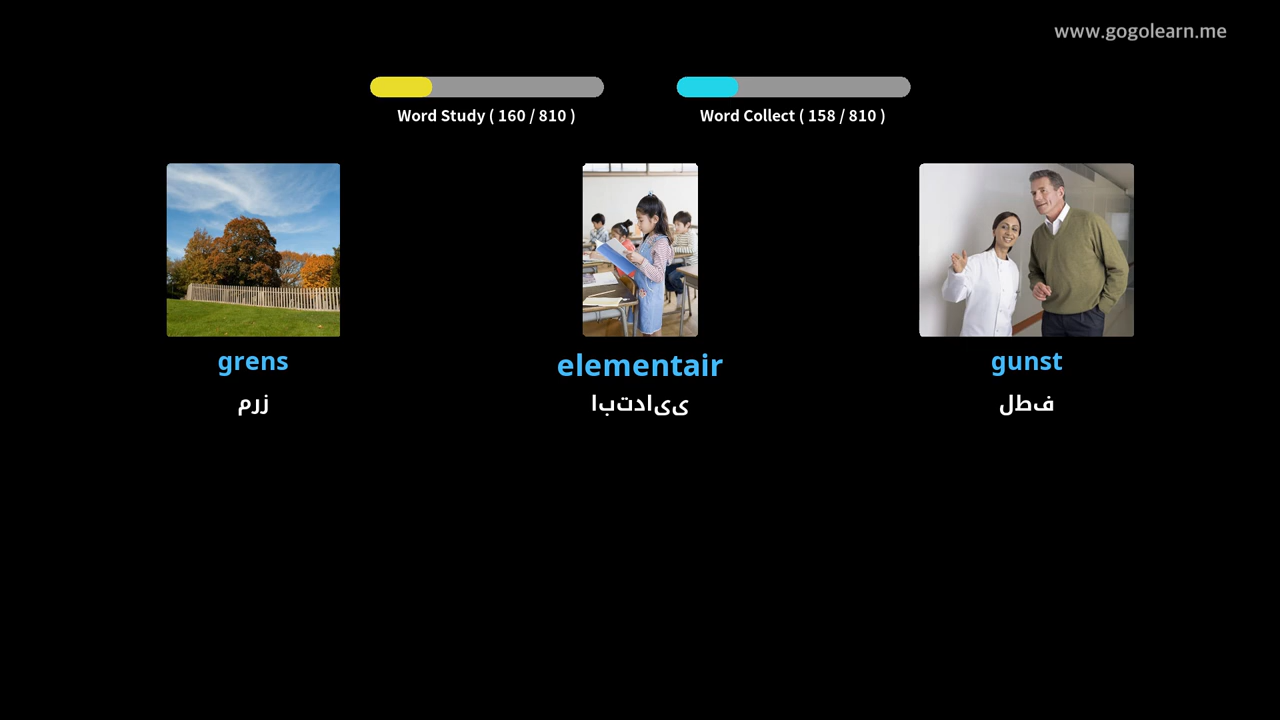 www.gogolearn.me
Word Study ( 160 / 810 )
Word Collect ( 158 / 810 )
grens
elementair
gunst
مرز
ابتدایی
لطف